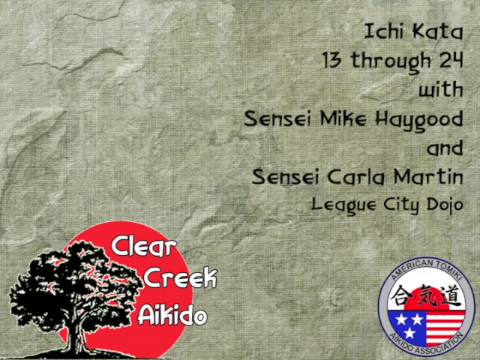 Ichi Kata
13 through 24
with
Sensei Mike Haygood
and
Sensei Carla Martin
League City Dojo
Clear
Creek
Aikido
AMERICAN TOMIKI
合気道
AIKIDO ASSOCIATION